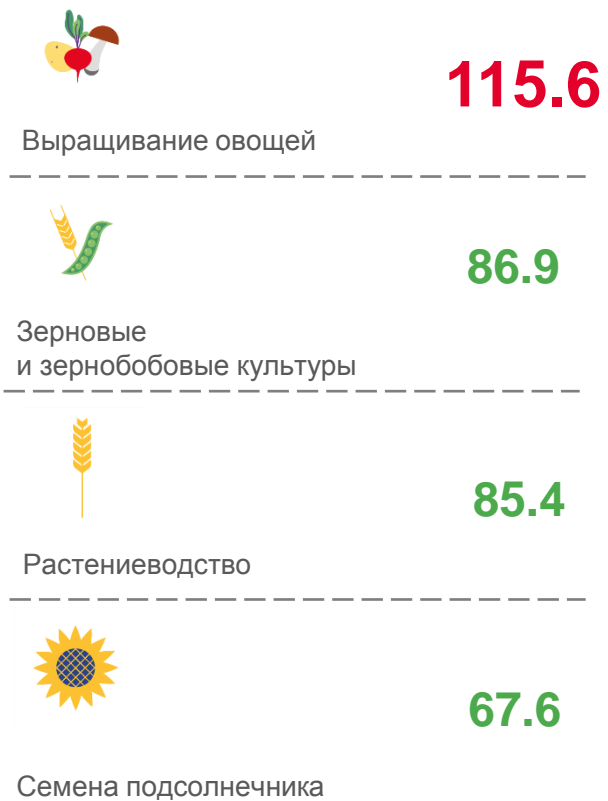 115.6
Выращивание овощей
86.9
Зерновые
и зернобобовые культуры
85.4
Растениеводство
67.6
Семена подсолнечника